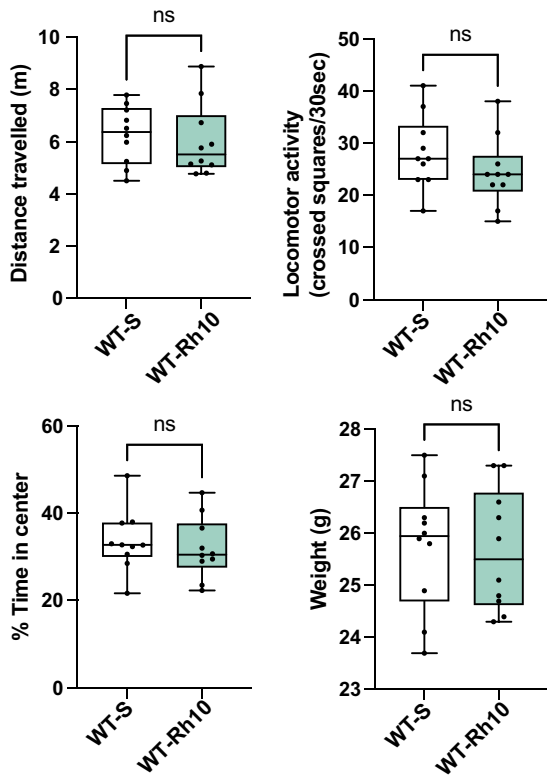 ns
Distance travelled (m)
10
8
6
4
2
0
WT-S
WT-Rh10
ns
Locomotor activity
(crossed squares/30sec)
50
40
30
20
10
0
WT-S
WT-Rh10
ns
% Time in center
60
40
20
0
WT-S
WT-Rh10
ns
Weight (g)
28
27
26
25
24
23
WT-S
WT-Rh10